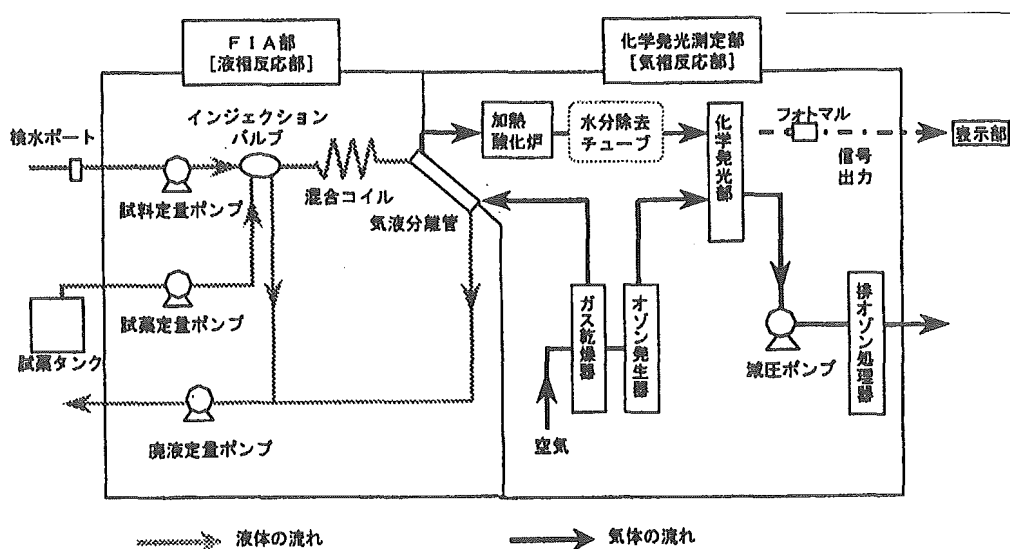 FIA部
[液相反応部]
化学発光測定部
[気相反応部]
検水ポート
インジェクション
バルブ
加熱
酸化炉
水分除去
チューブ
化学発光部
フォトマル
表示部
信号
出力
混合コイル
試料定量ポンプ
気液分離管
試薬定量ポンプ
試薬タンク
ガス乾燥器
オゾン発生器
減圧ポンプ
排オゾン処理器
廃液定量ポンプ
空気
液体の流れ
気体の流れ